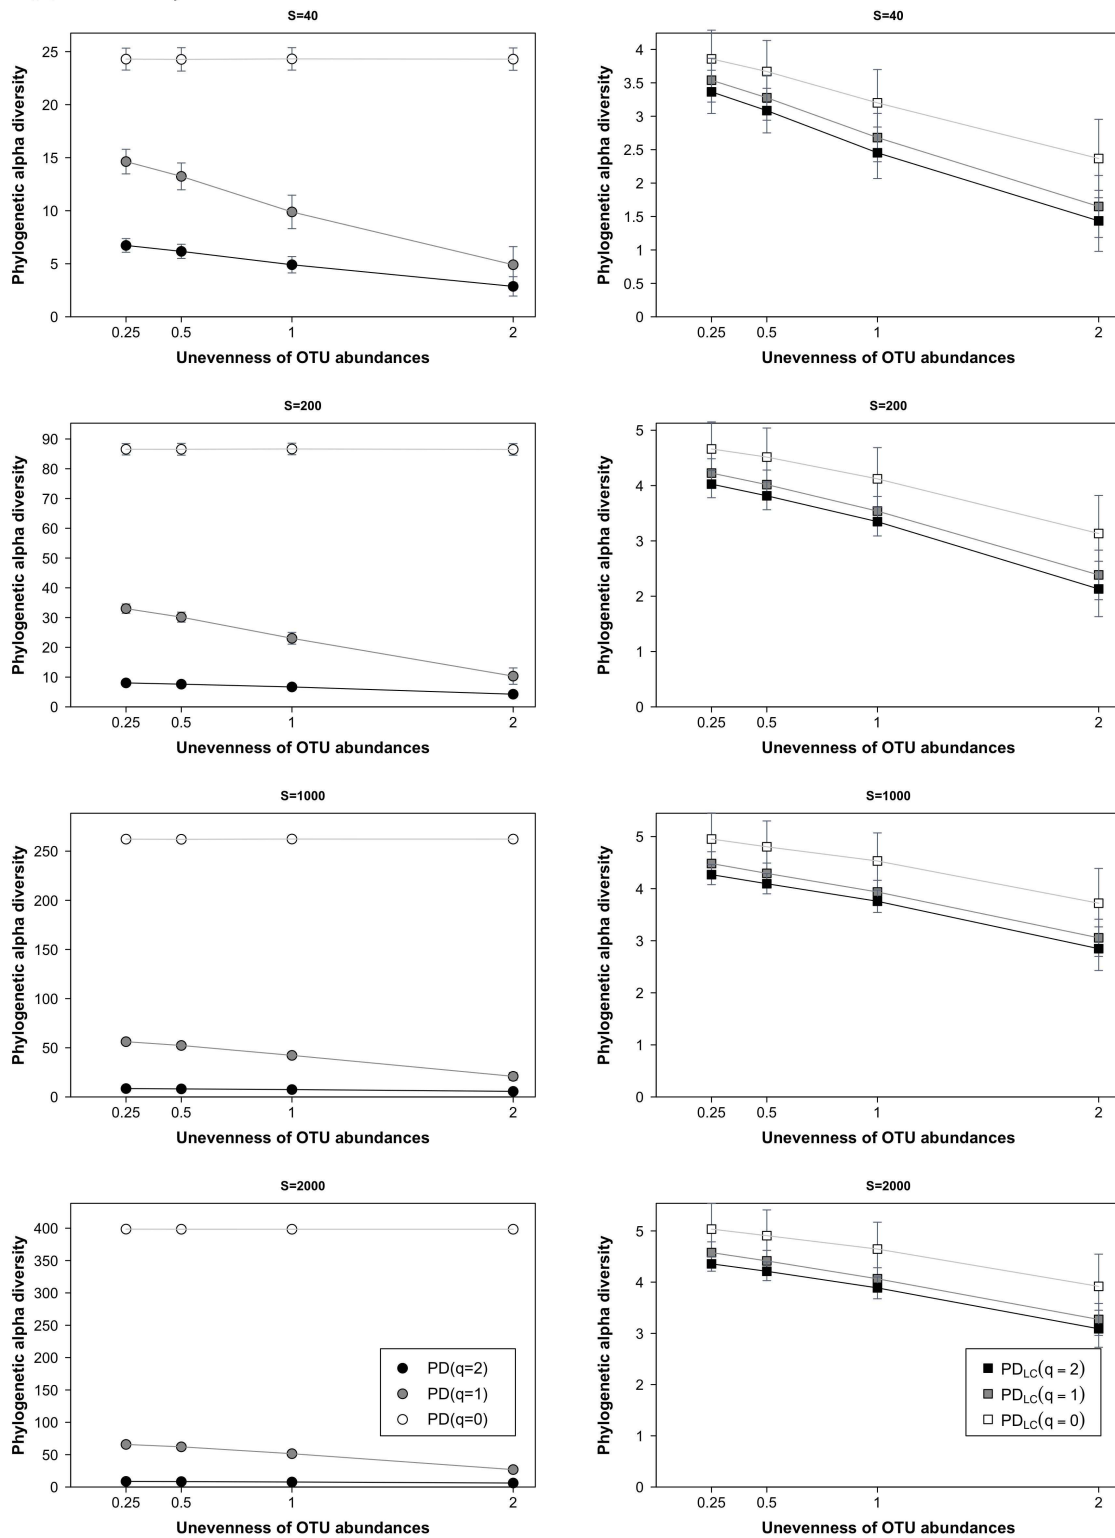 S=40
Phylogenetic alpha diversity
25
20
15
10
5
0
0.25 0.5 1 2
Unevenness of OTU abundances
S=40
Phylogenetic alpha diversity
4
3.5
3
2.5
2
1.5
1
0.5
0
0.25 0.5 1 2
Unevenness of OTU abundances
S=200
Phylogenetic alpha diversity
90
80
70
60
50
40
30
20
10
0
0.25 0.5 1 2
Unevenness of OTU abundances
S=200
Phylogenetic alpha diversity
5
4
3
2
1
0
0.25 0.5 1 2
Unevenness of OTU abundances
S=1000
Phylogenetic alpha diversity
250
200
150
100
50
0
0.25 0.5 1 2
Unevenness of OTU abundances
S=1000
Phylogenetic alpha diversity
5
4
3
2
1
0
0.25 0.5 1 2
Unevenness of OTU abundances
S=2000
Phylogenetic alpha diversity
400
350
300
250
200
150
100
50
0
PD(q=2)
PD(q=1)
PD(q=0)
0.25 0.5 1 2
Unevenness of OTU abundances
S=2000
Phylogenetic alpha diversity
5
4
3
2
1
0
PD_LC(q = 2)
PD_LC(q = 1)
PD_LC(q = 0)
0.25 0.5 1 2
Unevenness of OTU abundances